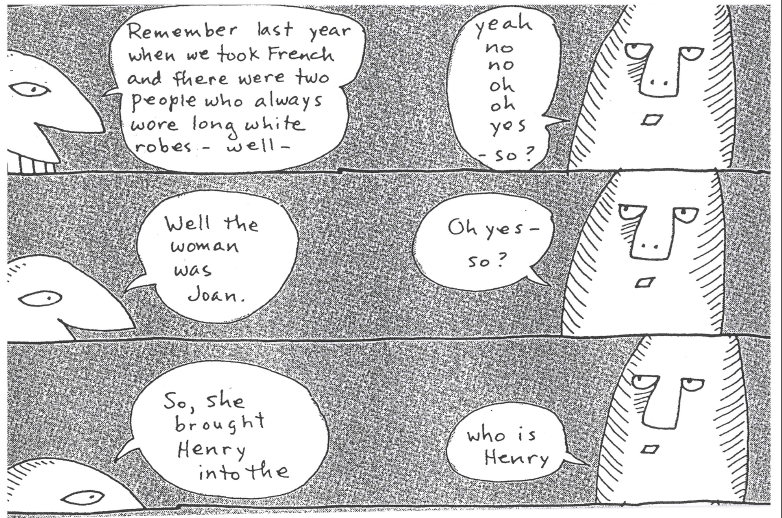 Remember last year
when we took French
and there were two
people who always
wore long white
robes - well -
yeah
no
no
oh
oh
yes
- so?
Well the
woman
was
Joan.
Oh yes -
so?
So, she
brought
Henry
into the
who is
Henry